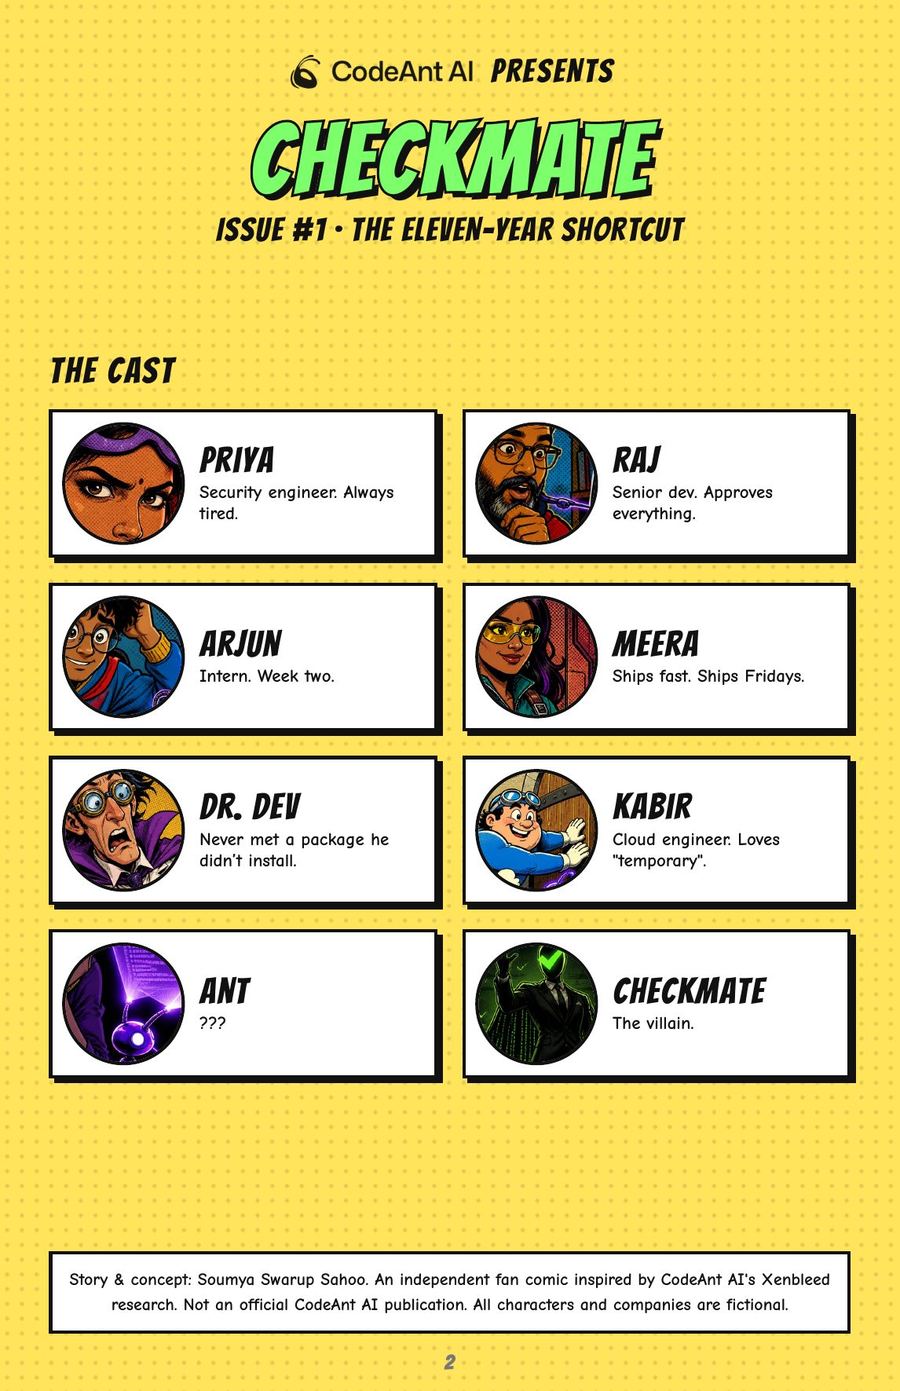 CodeAnt AI PRESENTS
CHECKMATE
ISSUE #1 • THE ELEVEN-YEAR SHORTCUT
THE CAST
PRIYA
Security engineer. Always
tired.
RAJ
Senior dev. Approves
everything.
ARJUN
Intern. Week two.
MEERA
Ships fast. Ships Fridays.
DR. DEV
Never met a package he
didn't install.
KABIR
Cloud engineer. Loves
"temporary".
ANT
???
CHECKMATE
The villain.
Story & concept: Soumya Swarup Sahoo. An independent fan comic inspired by CodeAnt AI's Xenbleed
research. Not an official CodeAnt AI publication. All characters and companies are fictional.
2